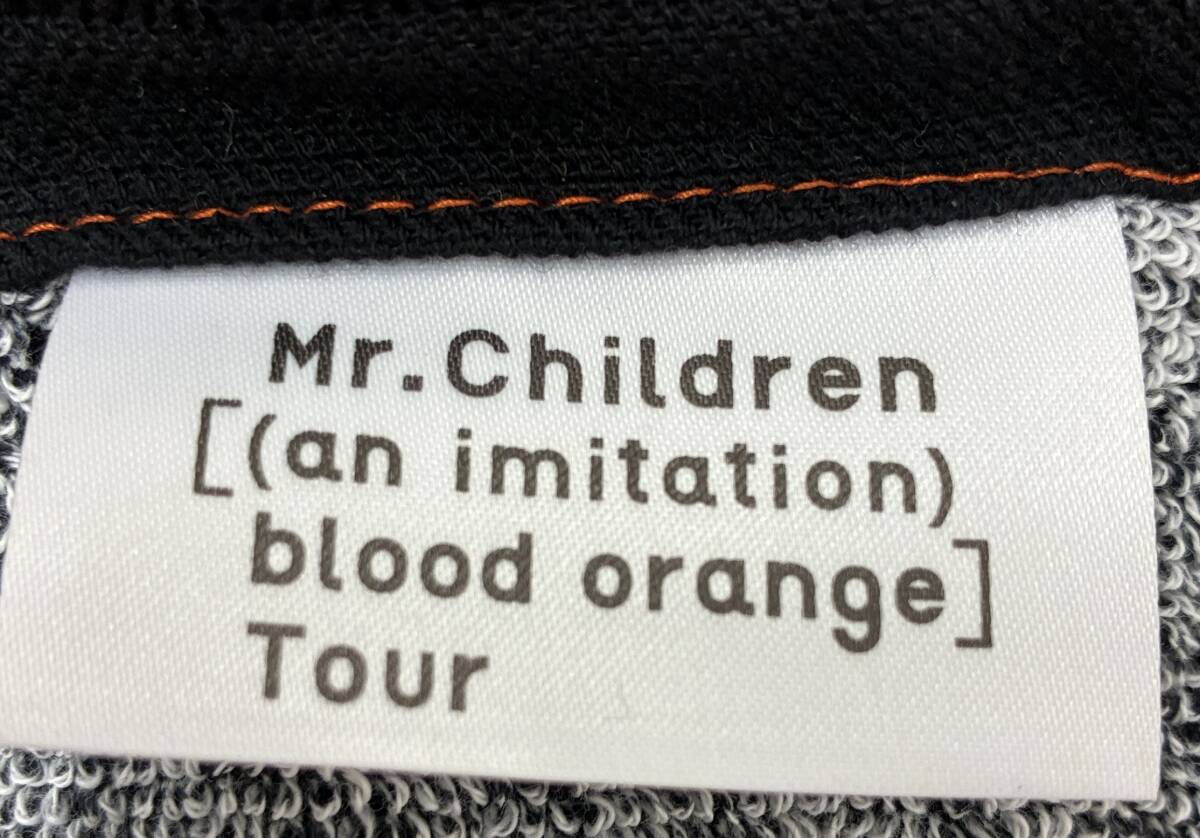 Mr.Children
[(an imitation)
blood orange]
Tour